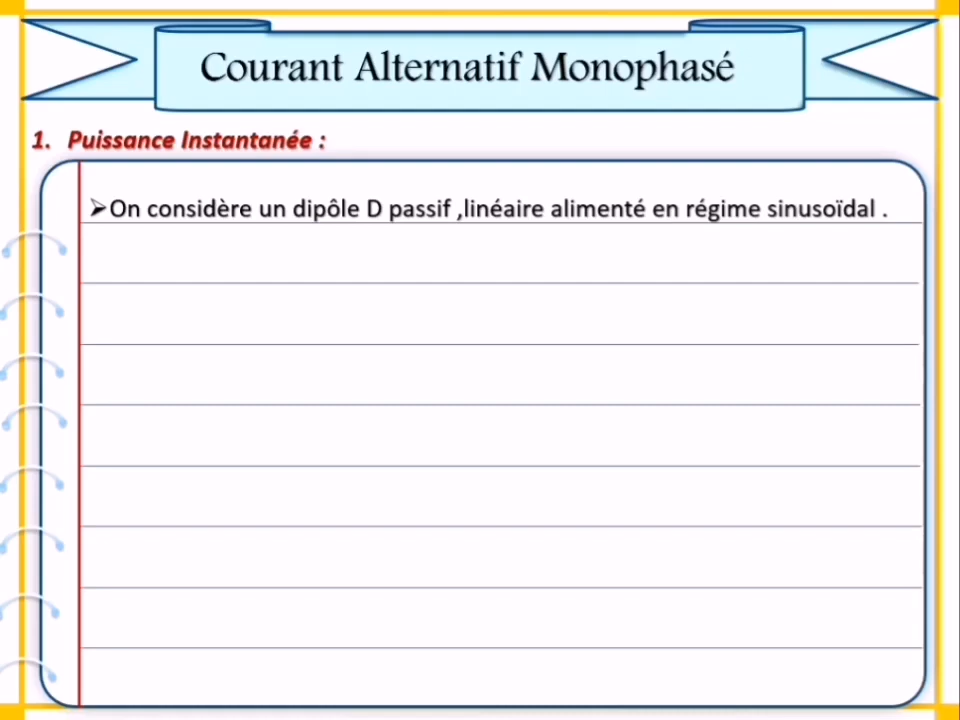 Courant Alternatif Monophasé
1. Puissance Instantanée :
➢On considère un dipôle D passif ,linéaire alimenté en régime sinusoïdal .